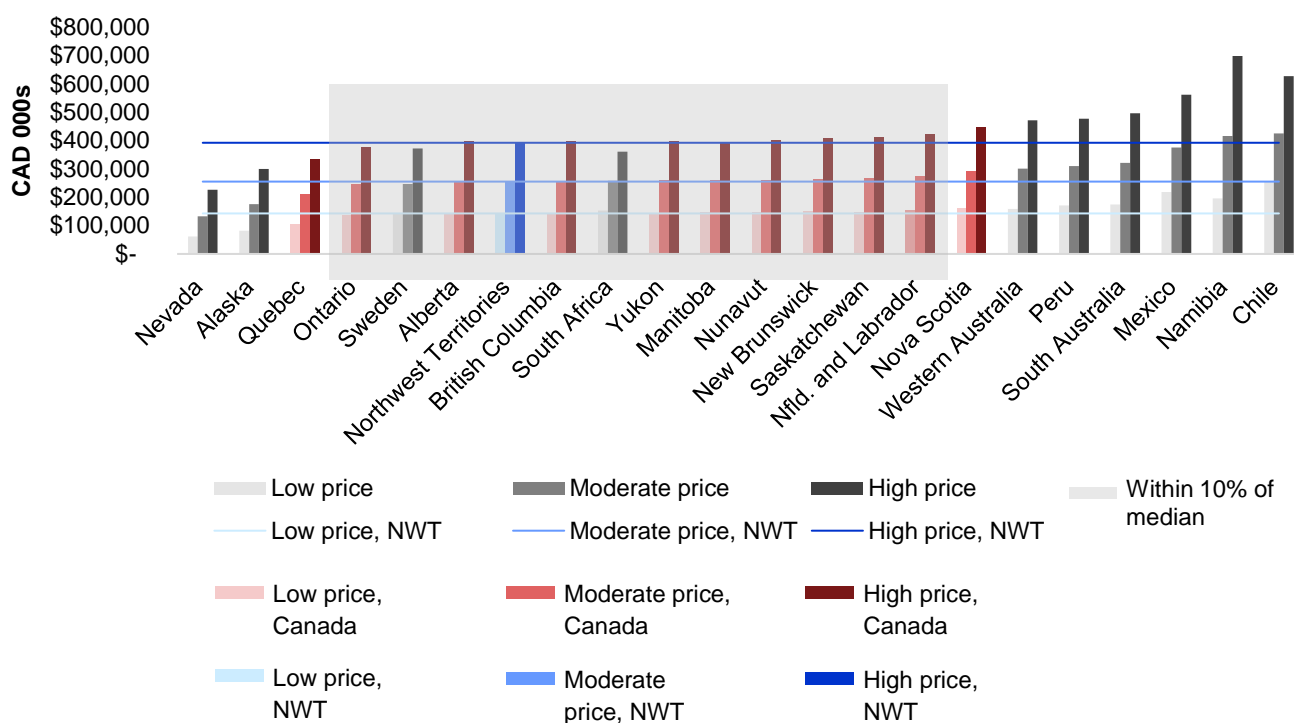 CAD 000s
$800,000
$700,000
$600,000
$500,000
$400,000
$300,000
$200,000
$100,000
$-
Nevada
Alaska
Quebec
Ontario
Sweden
Alberta
Northwest Territories
British Columbia
South Africa
Yukon
Manitoba
Nunavut
New Brunswick
Saskatchewan
Nfld. and Labrador
Nova Scotia
Western Australia
Peru
South Australia
Mexico
Namibia
Chile
Low price
Moderate price
High price
Within 10% of
median
Low price, NWT
Moderate price, NWT
High price, NWT
Low price,
Canada
Moderate price,
Canada
High price,
Canada
Low price,
NWT
Moderate
price, NWT
High price,
NWT